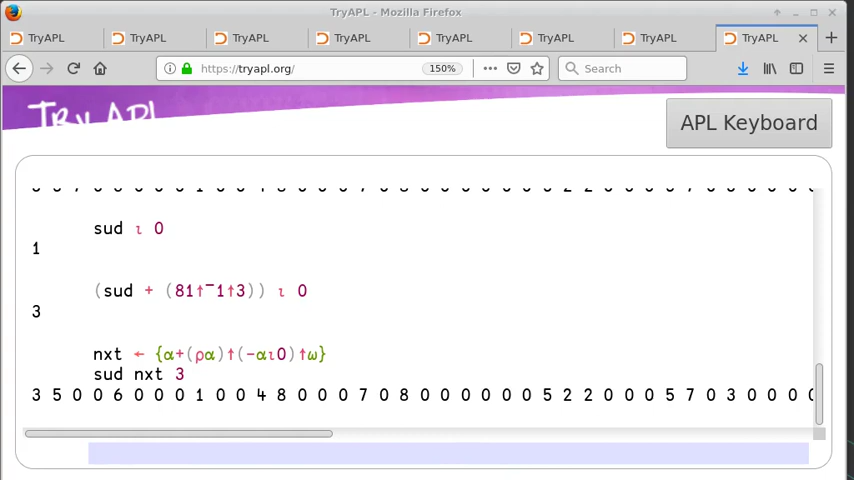 TryAPL - Mozilla Firefox
TryAPL TryAPL TryAPL TryAPL TryAPL TryAPL TryAPL TryAPL
https://tryapl.org/ 150% Search
TRY APL
APL Keyboard
sud ⍳ 0
1
(sud + (81↑¯1↑3)) ⍳ 0
3
nxt ← {⍺+(⍴⍺)↑(-⍺⍳0)↑⍵}
sud nxt 3
3 5 0 0 6 0 0 0 1 0 0 4 8 0 0 0 7 0 8 0 0 0 0 0 0 5 2 2 0 0 0 5 7 0 3 0 0 0 0